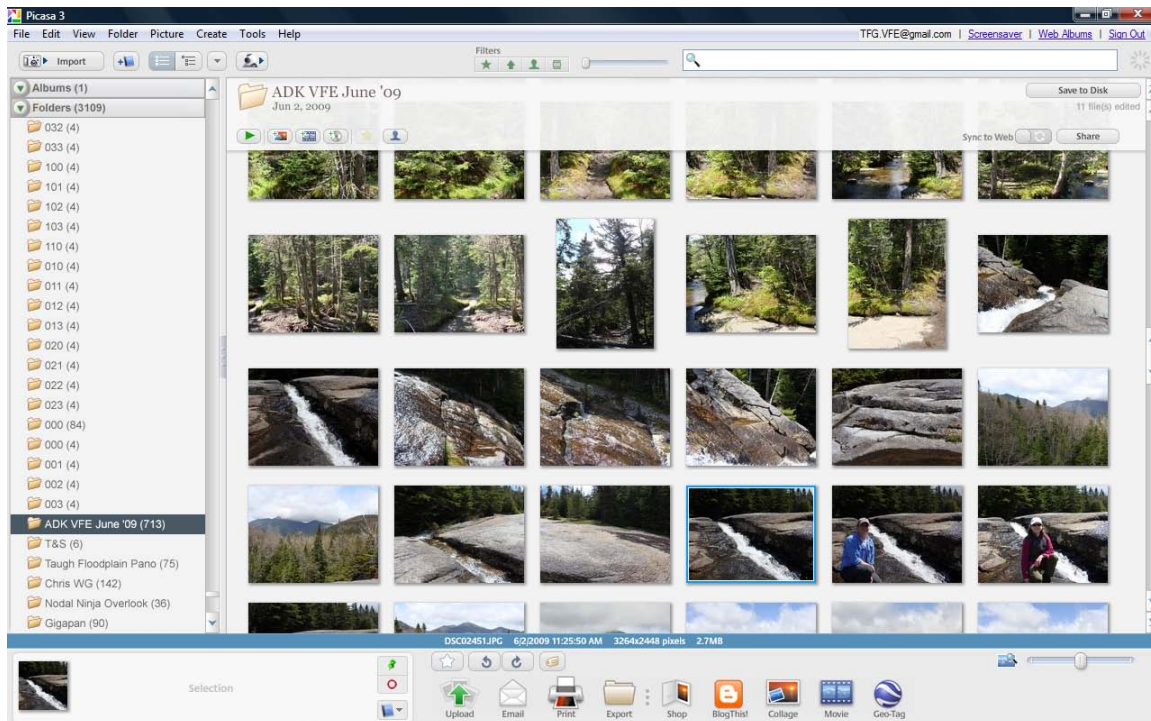 Picasa 3
File Edit View Folder Picture Create Tools Help
TFG.VFE@gmail.com | Screensaver | Web Albums | Sign Out
Import
Filters
Albums (1)
Folders (3109)
032 (4)
033 (4)
100 (4)
101 (4)
102 (4)
103 (4)
110 (4)
010 (4)
011 (4)
012 (4)
013 (4)
020 (4)
021 (4)
022 (4)
023 (4)
000 (84)
000 (4)
001 (4)
002 (4)
003 (4)
ADK VFE June '09 (713)
T&S (6)
Taugh Floodplain Pano (75)
Chris WG (142)
Nodal Ninja Overlook (36)
Gigapan (90)
ADK VFE June '09
Jun 2, 2009
Save to Disk
11 file(s) edited
Sync to Web
Share
DSC02451.JPG 6/2/2009 11:25:50 AM 3264x2448 pixels 2.7MB
Selection
Upload Email Print Export Shop BlogThis! Collage Movie Geo-Tag